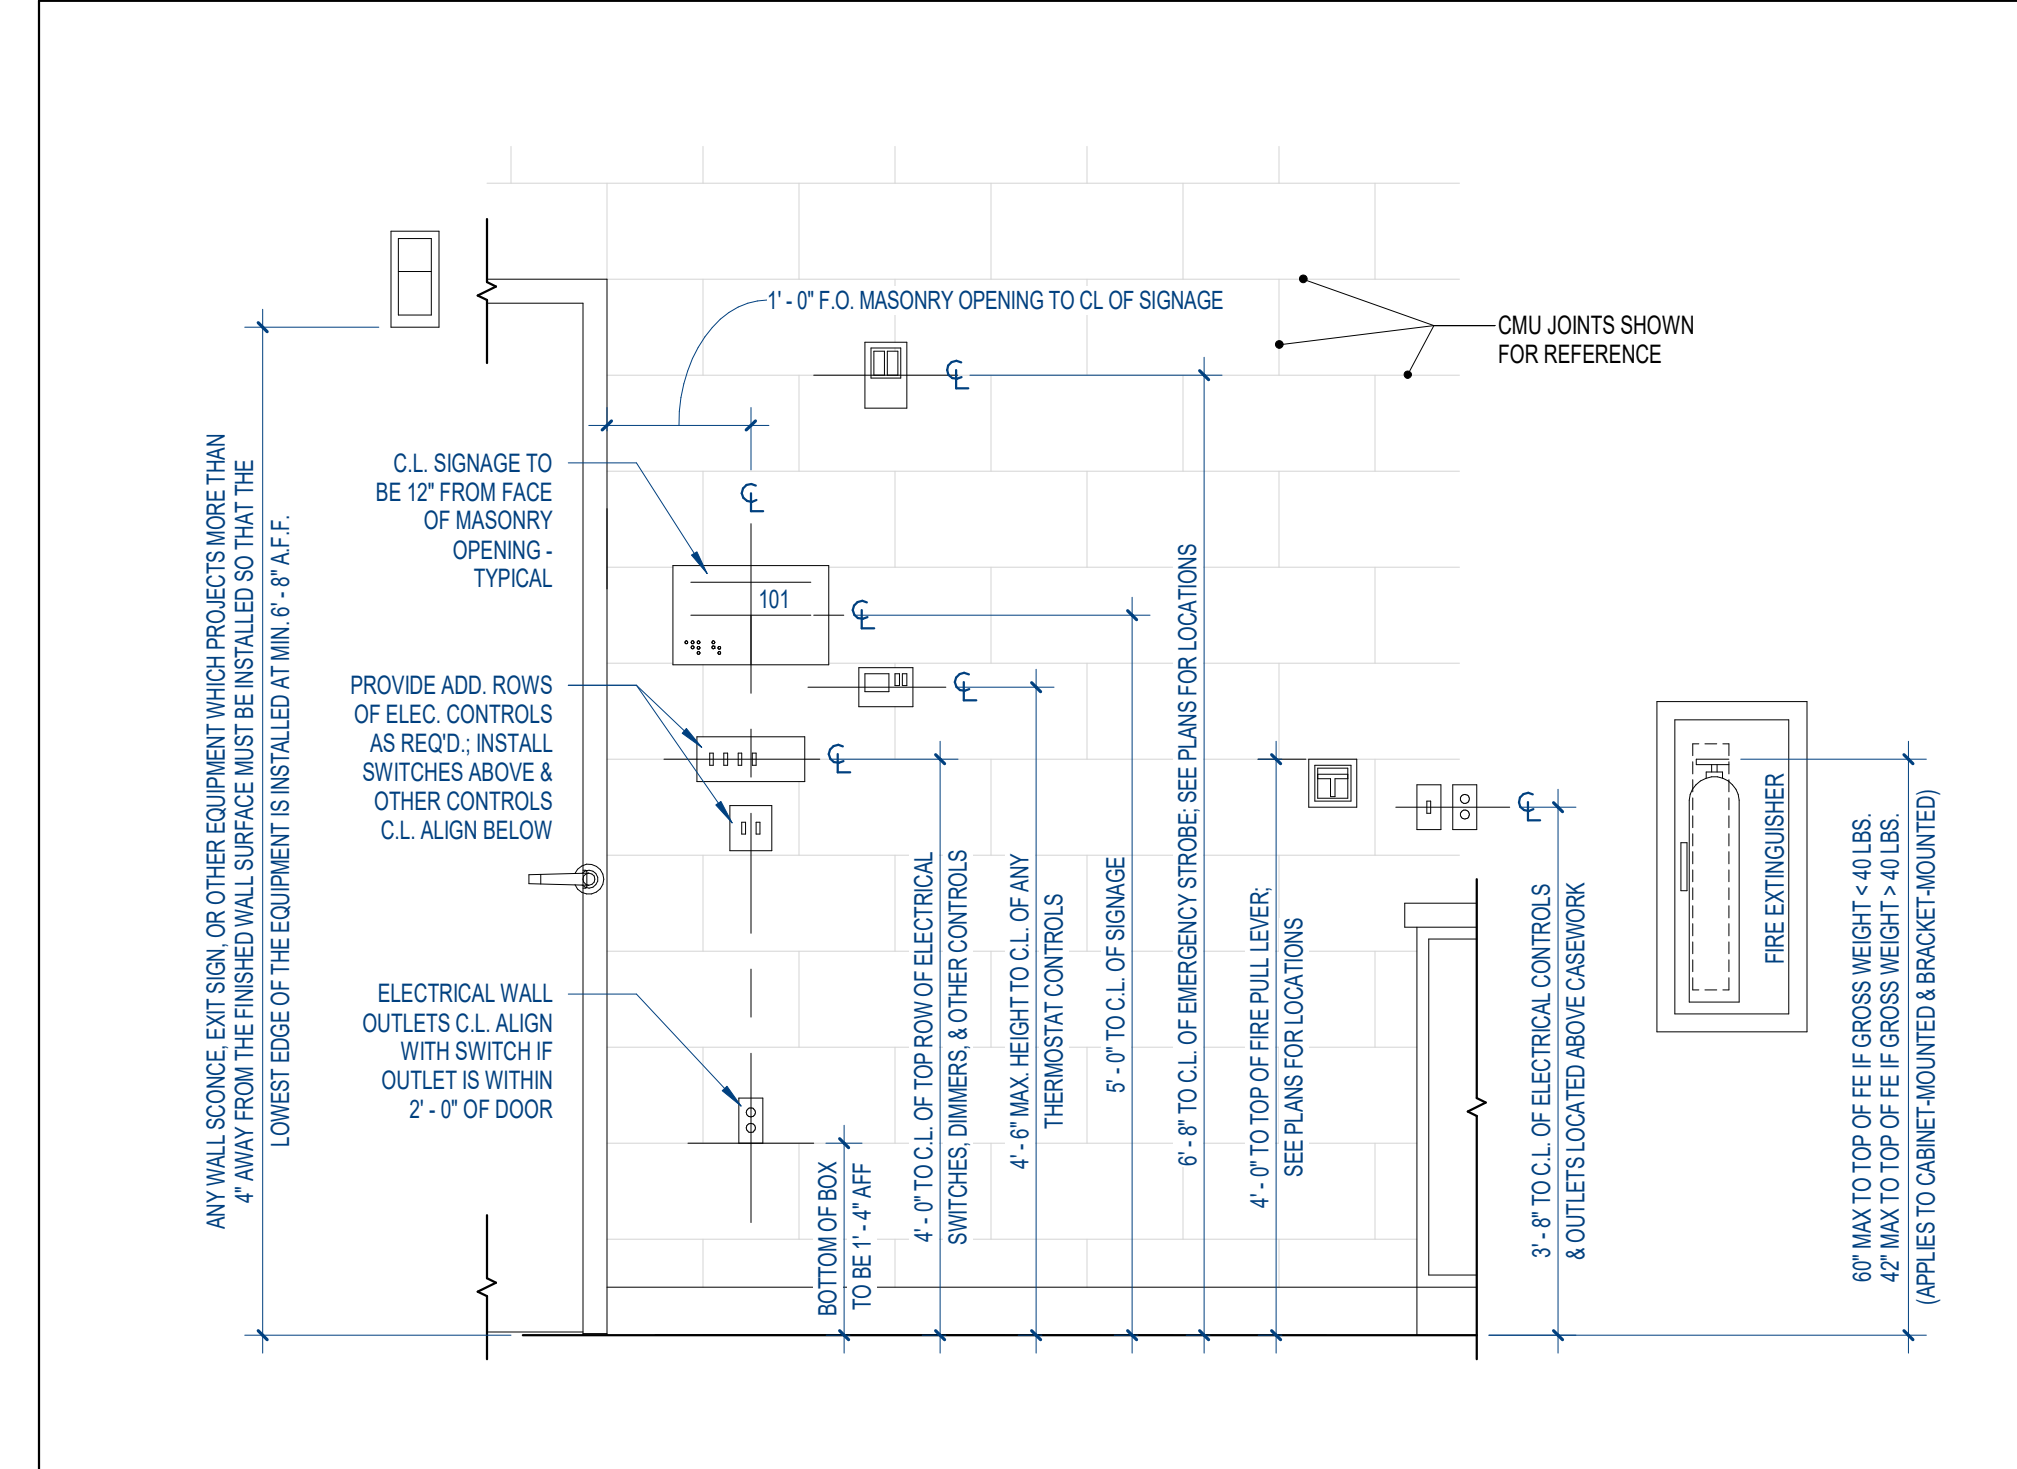 1' - 0" F.O. MASONRY OPENING TO CL OF SIGNAGE
CMU JOINTS SHOWN
FOR REFERENCE
C.L. SIGNAGE TO
BE 12" FROM FACE
OF MASONRY
OPENING -
TYPICAL
101
PROVIDE ADD. ROWS
OF ELEC. CONTROLS
AS REQ'D.; INSTALL
SWITCHES ABOVE &
OTHER CONTROLS
C.L. ALIGN BELOW
ELECTRICAL WALL
OUTLETS C.L. ALIGN
WITH SWITCH IF
OUTLET IS WITHIN
2' - 0" OF DOOR
ANY WALL SCONCE, EXIT SIGN, OR OTHER EQUIPMENT WHICH PROJECTS MORE THAN
4" AWAY FROM THE FINISHED WALL SURFACE MUST BE INSTALLED SO THAT THE
LOWEST EDGE OF THE EQUIPMENT IS INSTALLED AT MIN. 6' - 8" A.F.F.
BOTTOM OF BOX
TO BE 1' - 4" AFF
4' - 0" TO C.L. OF TOP ROW OF ELECTRICAL
SWITCHES, DIMMERS, & OTHER CONTROLS
4' - 6" MAX. HEIGHT TO C.L. OF ANY
THERMOSTAT CONTROLS
5' - 0" TO C.L. OF SIGNAGE
6' - 8" TO C.L. OF EMERGENCY STROBE; SEE PLANS FOR LOCATIONS
4' - 0" TO TOP OF FIRE PULL LEVER;
SEE PLANS FOR LOCATIONS
3' - 8" TO C.L. OF ELECTRICAL CONTROLS
& OUTLETS LOCATED ABOVE CASEWORK
FIRE EXTINGUISHER
60" MAX TO TOP OF FE IF GROSS WEIGHT < 40 LBS.
42" MAX TO TOP OF FE IF GROSS WEIGHT > 40 LBS.
(APPLIES TO CABINET-MOUNTED & BRACKET-MOUNTED)